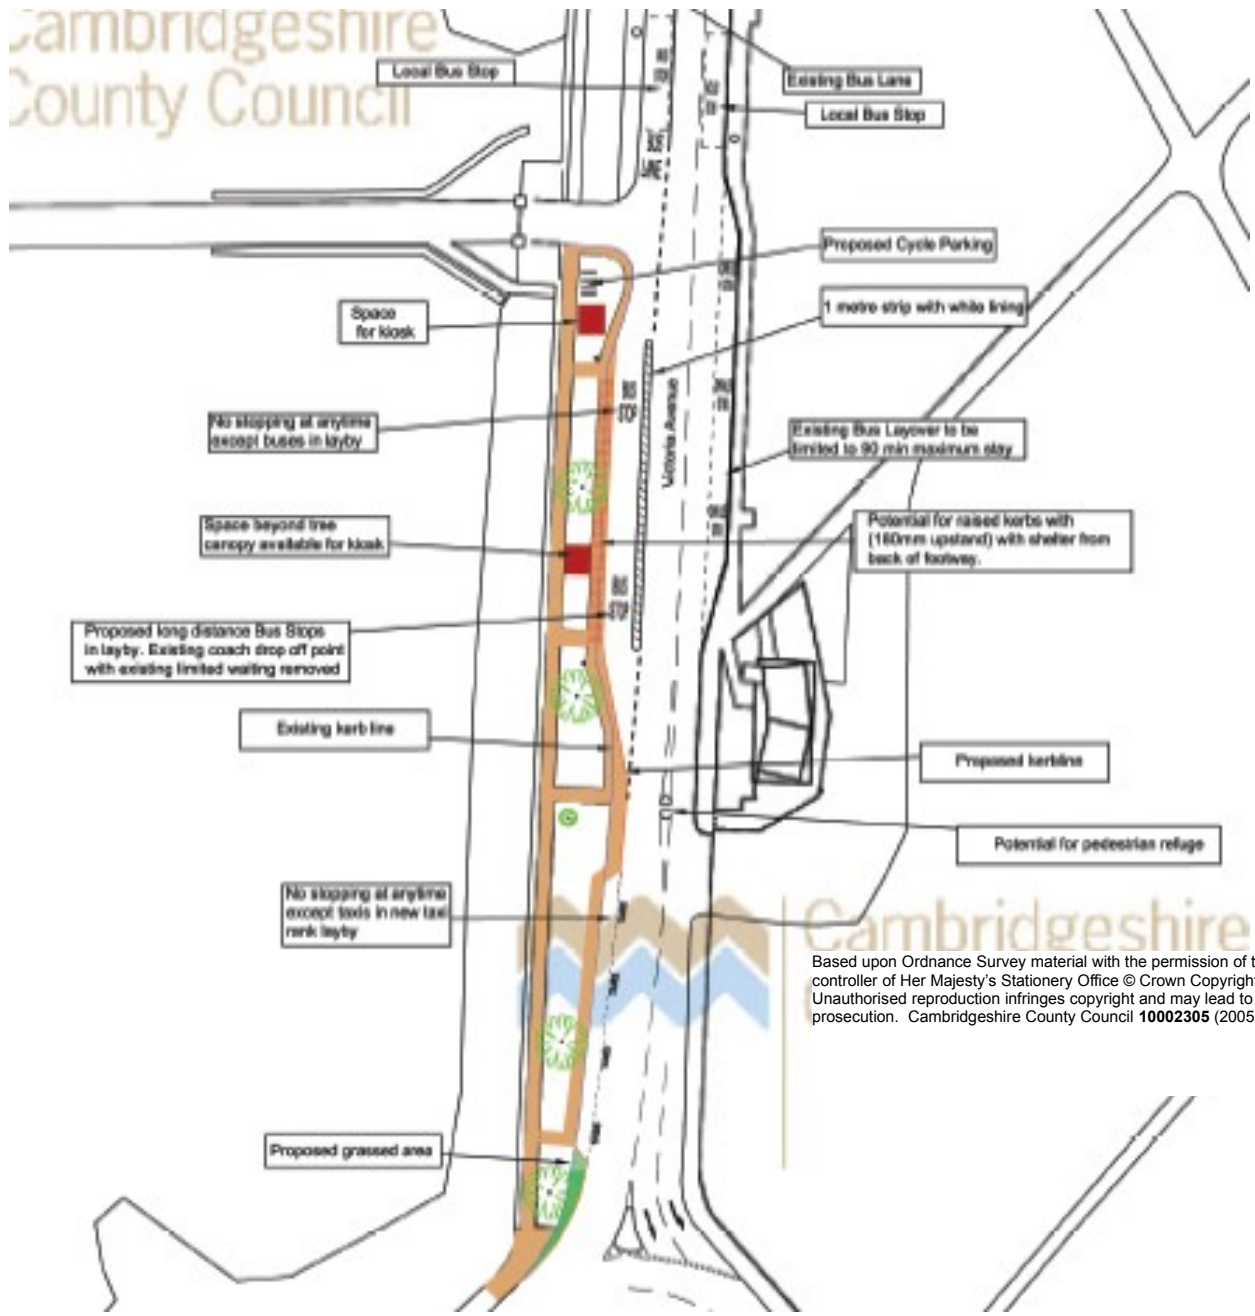 Cambridgeshire
County Council
Local Bus Stop
Existing Bus Lane
Local Bus Stop
Proposed Cycle Parking
Space
for kiosk
1 metre strip with white lining
No stopping at anytime
except buses in layby
BUS
STOP
Victoria Avenue
Existing Bus Layover to be
limited to 90 min maximum stay
Space beyond tree
canopy available for kiosk
Potential for raised kerbs with
(160mm upstand) with shelter from
back of footway.
BUS
STOP
Proposed long distance Bus Stops
in layby. Existing coach drop off point
with existing limited waiting removed
Existing kerb line
Proposed kerbline
Potential for pedestrian refuge
No stopping at anytime
except taxis in new taxi
rank layby
Cambridgeshire
Based upon Ordnance Survey material with the permission of
controller of Her Majesty's Stationery Office © Crown Copyright
Unauthorised reproduction infringes copyright and may lead to
prosecution. Cambridgeshire County Council 10002305 (2005
Proposed grassed area